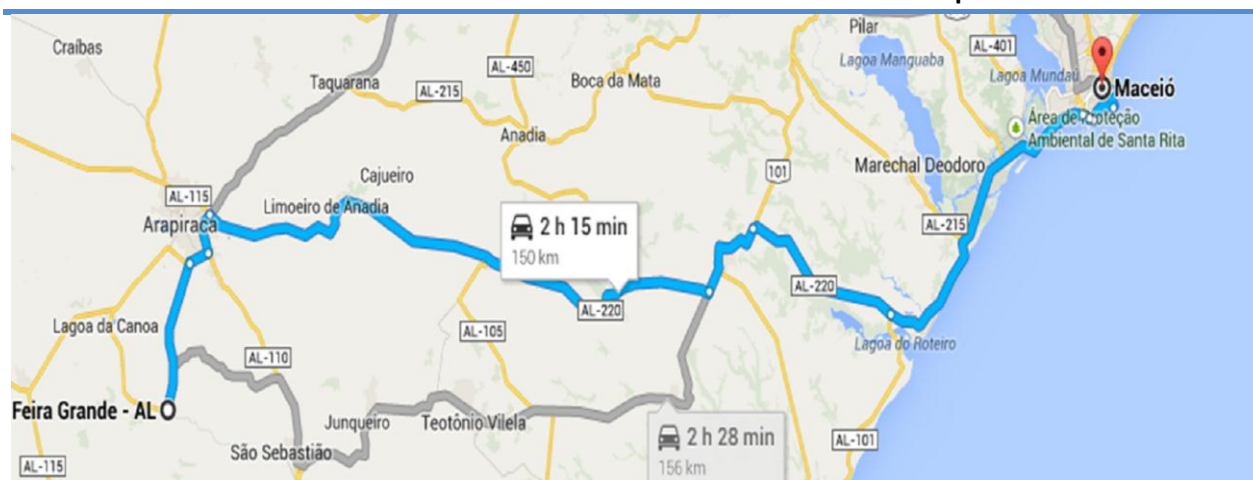 Pilar
AL-401
Craíbas
Lagoa Manguaba
AL-450
Lagoa Mundaú
Taquarana
Boca da Mata
AL-215
Maceió
Área de Proteção
Ambiental de Santa Rita
Anadia
Marechal Deodoro
101
Cajueiro
AL-115
Limoeiro de Anadia
Arapiraca
2 h 15 min
150 km
AL-215
AL-220
AL-220
Lagoa da Canoa
AL-105
Lagoa do Roteiro
AL-110
Feira Grande - AL
Junqueiro
Teotônio Vilela
2 h 28 min
156 km
AL-101
São Sebastião
AL-115